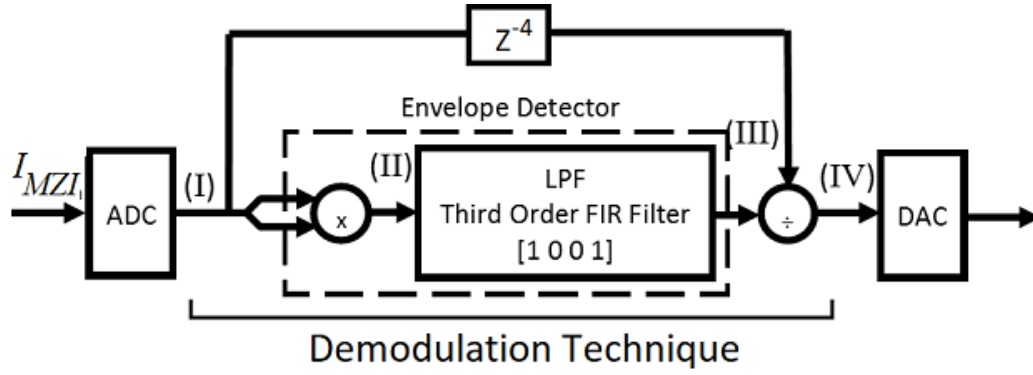 Z⁻⁴
Envelope Detector
I_MZI₁
ADC
(I)
x
(II)
LPF
Third Order FIR Filter
[1 0 0 1]
(III)
÷
(IV)
DAC
Demodulation Technique